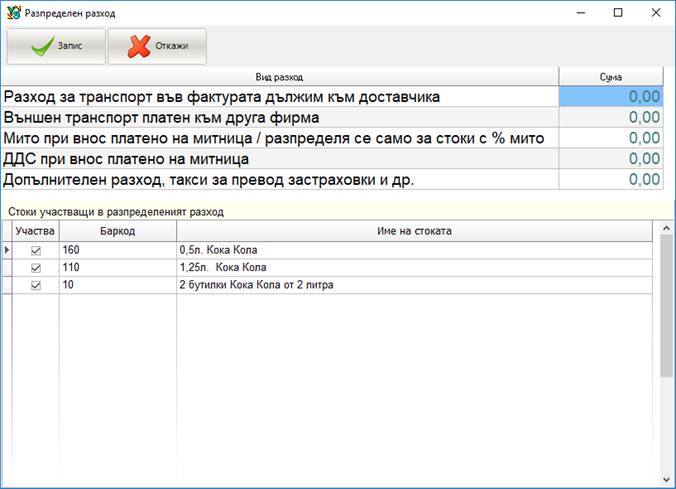 Разпределен разход
Запис Откажи
Вид разход Сума
Разход за транспорт във фактурата дължим към доставчика 0,00
Външен транспорт платен към друга фирма 0,00
Мито при внос платено на митница / разпределя се само за стоки с % мито 0,00
ДДС при внос платено на митница 0,00
Допълнителен разход, такси за превод застраховки и др. 0,00
Стоки участващи в разпределеният разход
Участва Баркод Име на стоката
160 0,5л. Кока Кола
110 1,25л. Кока Кола
10 2 бутилки Кока Кола от 2 литра